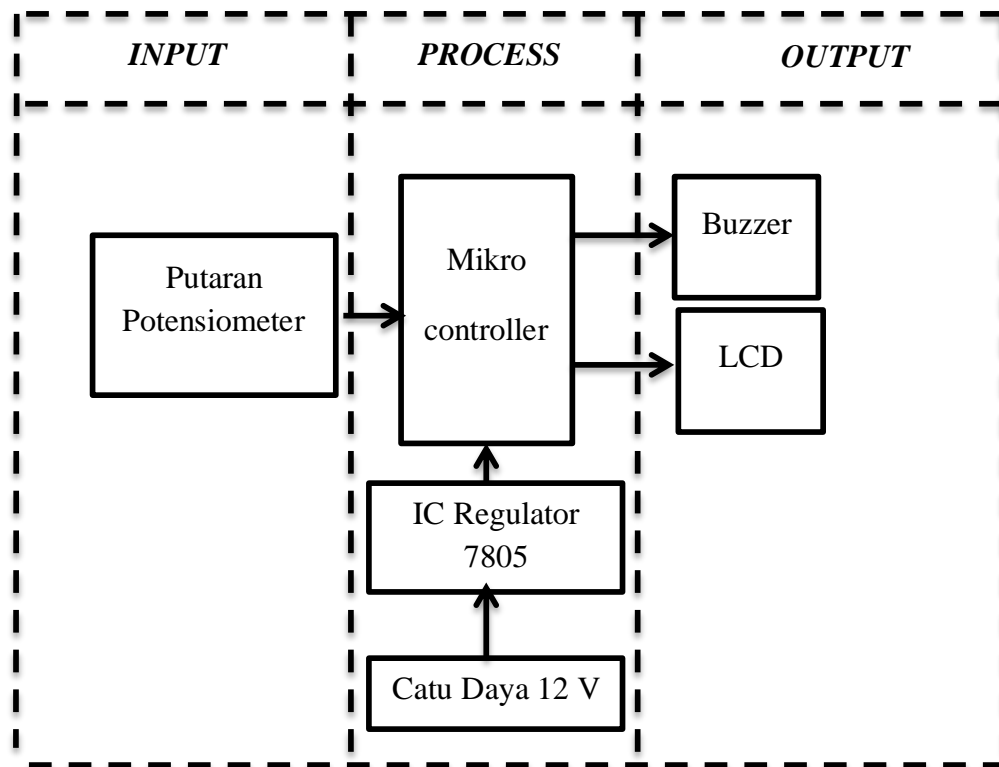 INPUT
PROCESS
OUTPUT
Putaran
Potensiometer
Mikro
controller
Buzzer
LCD
IC Regulator
7805
Catu Daya 12 V